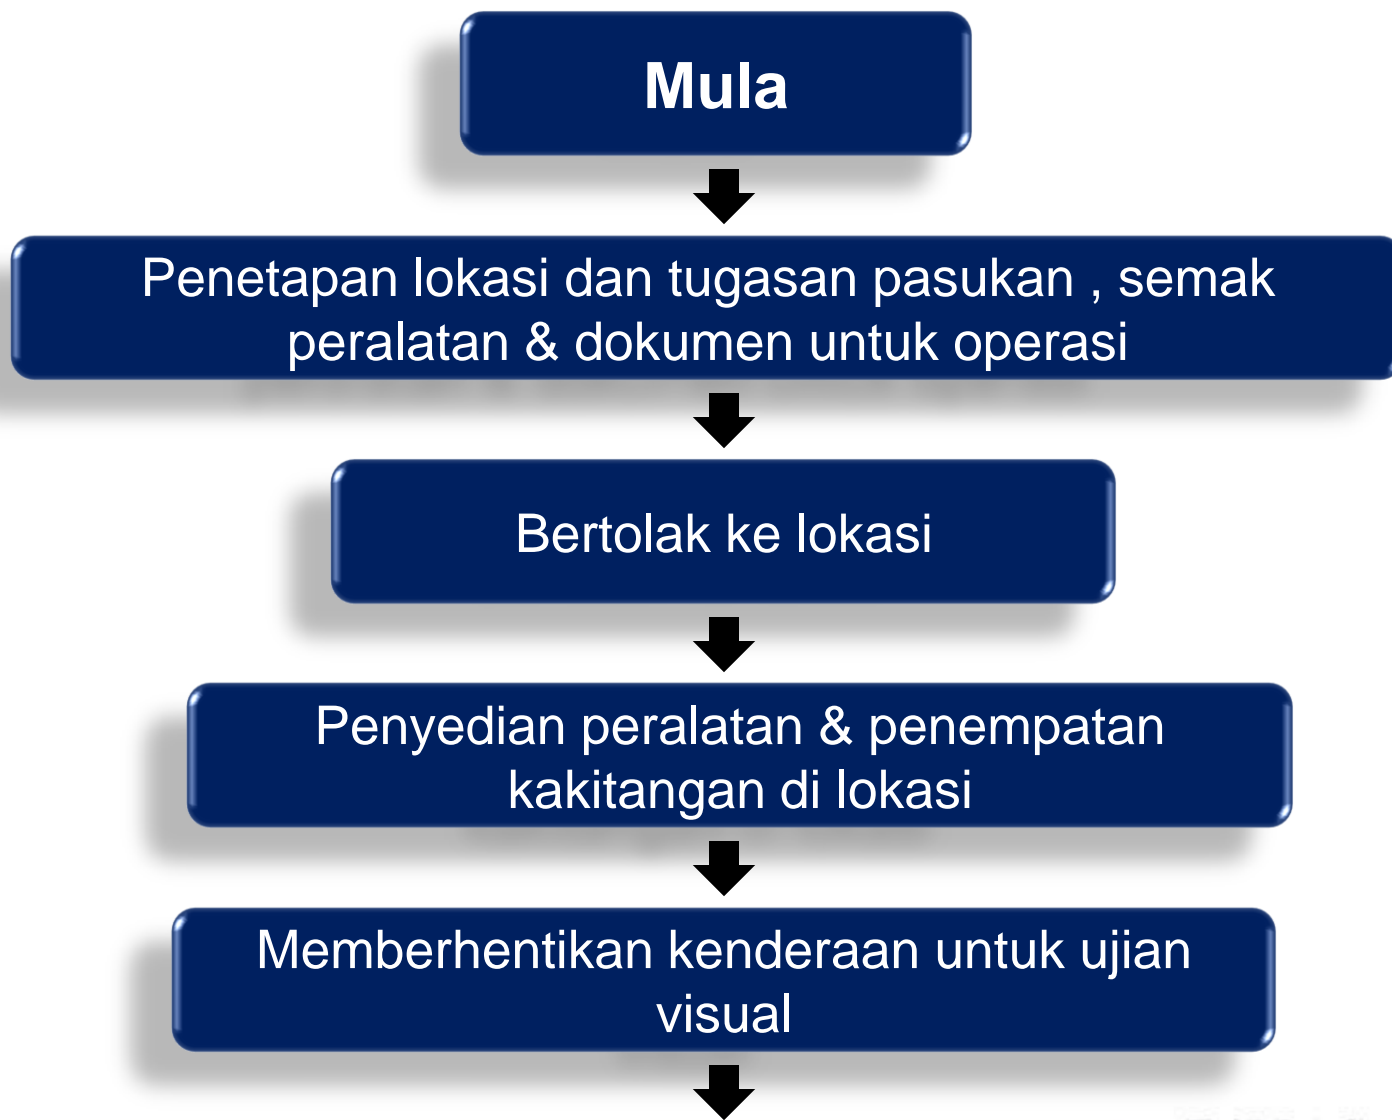 Mula
Penetapan lokasi dan tugasan pasukan , semak
peralatan & dokumen untuk operasi
Bertolak ke lokasi
Penyedian peralatan & penempatan
kakitangan di lokasi
Memberhentikan kenderaan untuk ujian
visual